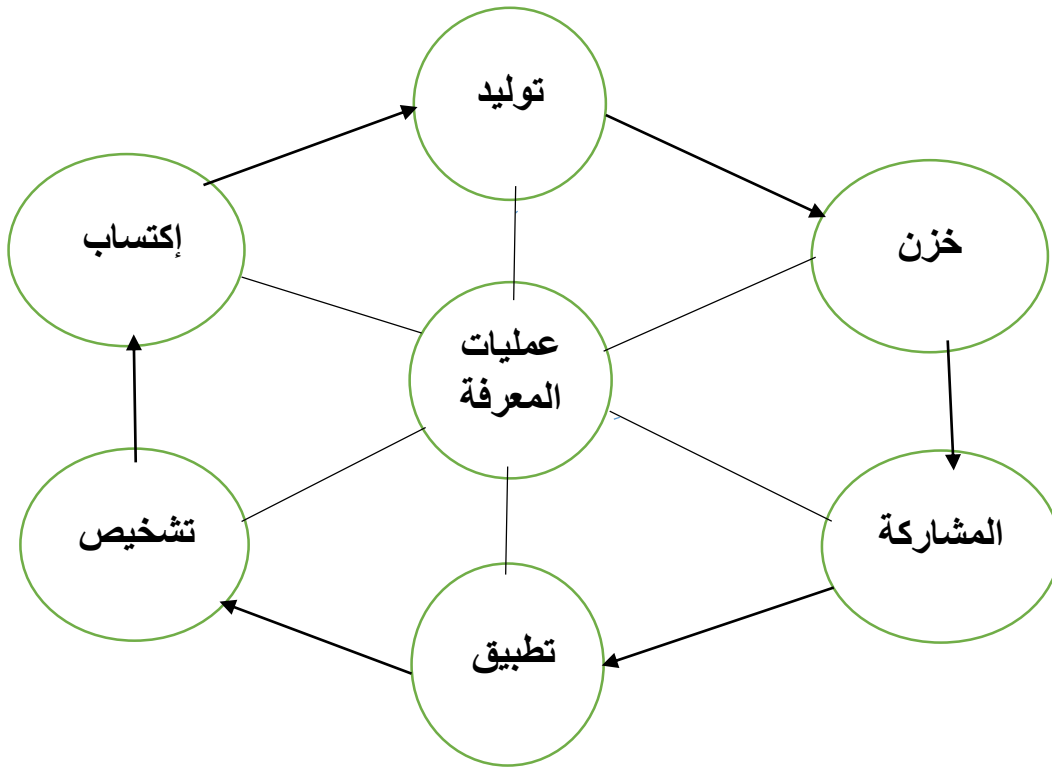 توليد
إكتساب
خزن
عمليات
المعرفة
تشخيص
المشاركة
تطبيق